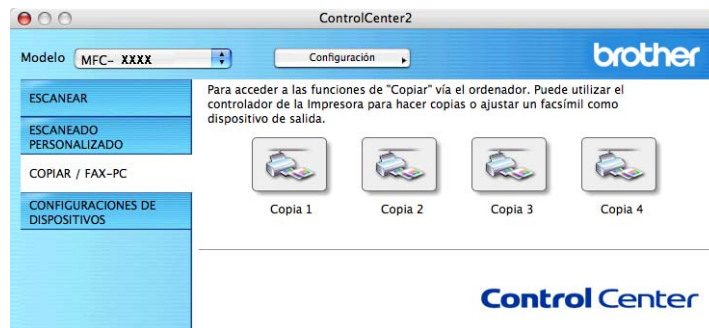 ControlCenter2
Modelo MFC- XXXX Configuración brother
ESCANEAR
ESCANEADO
PERSONALIZADO
COPIAR / FAX-PC
CONFIGURACIONES DE
DISPOSITIVOS
Para acceder a las funciones de "Copiar" vía el ordenador. Puede utilizar el
controlador de la Impresora para hacer copias o ajustar un facsímil como
dispositivo de salida.
Copia 1 Copia 2 Copia 3 Copia 4
Control Center